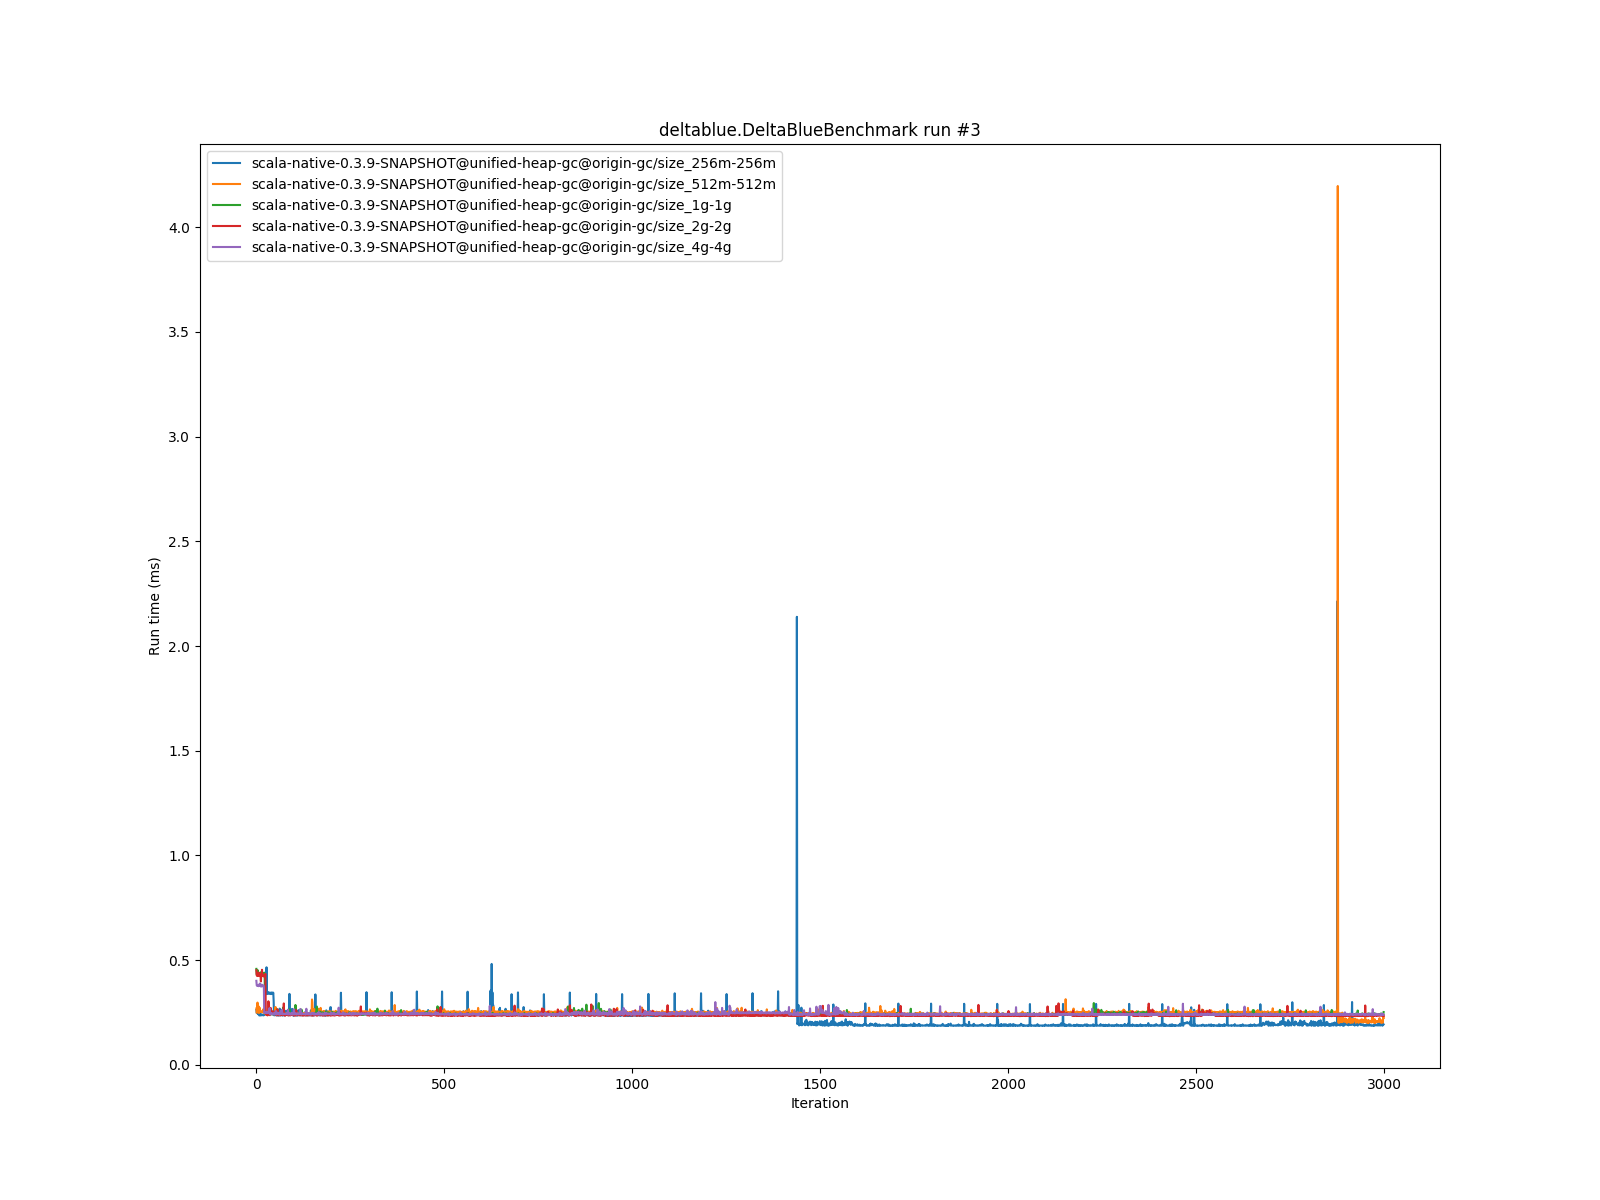 deltablue.DeltaBlueBenchmark run #3
scala-native-0.3.9-SNAPSHOT@unified-heap-gc@origin-gc/size_256m-256m
scala-native-0.3.9-SNAPSHOT@unified-heap-gc@origin-gc/size_512m-512m
scala-native-0.3.9-SNAPSHOT@unified-heap-gc@origin-gc/size_1g-1g
scala-native-0.3.9-SNAPSHOT@unified-heap-gc@origin-gc/size_2g-2g
scala-native-0.3.9-SNAPSHOT@unified-heap-gc@origin-gc/size_4g-4g
4.0
3.5
3.0
2.5
2.0
1.5
1.0
0.5
0.0
Run time (ms)
0 500 1000 1500 2000 2500 3000
Iteration